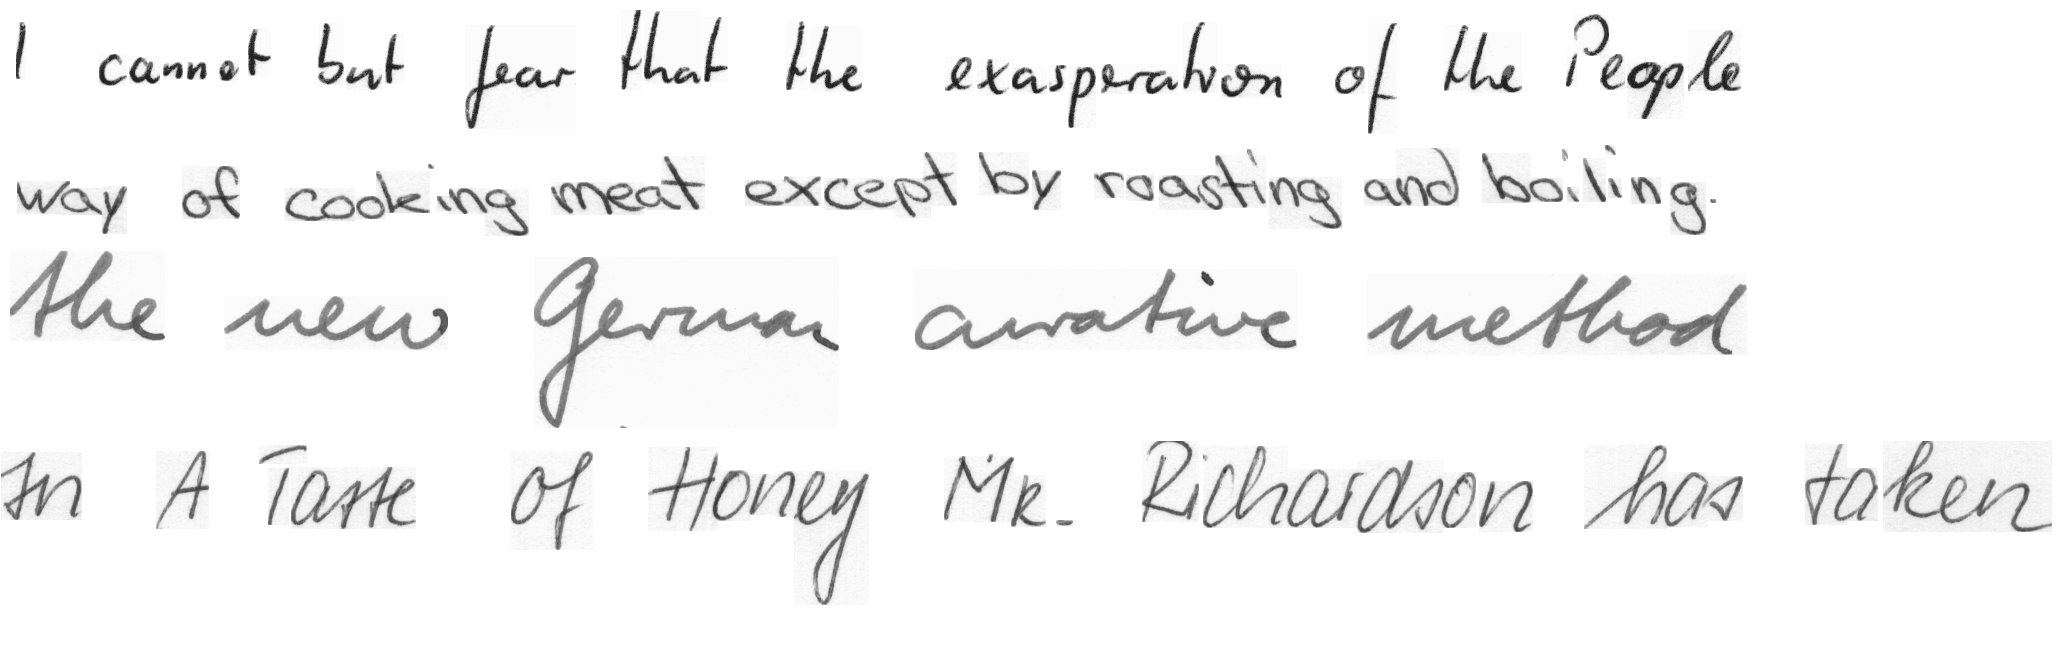 I cannot but fear that the exasperation of the People
way of cooking meat except by roasting and boiling.
the new German curative method
In A Taste of Honey Mr. Richardson has taken